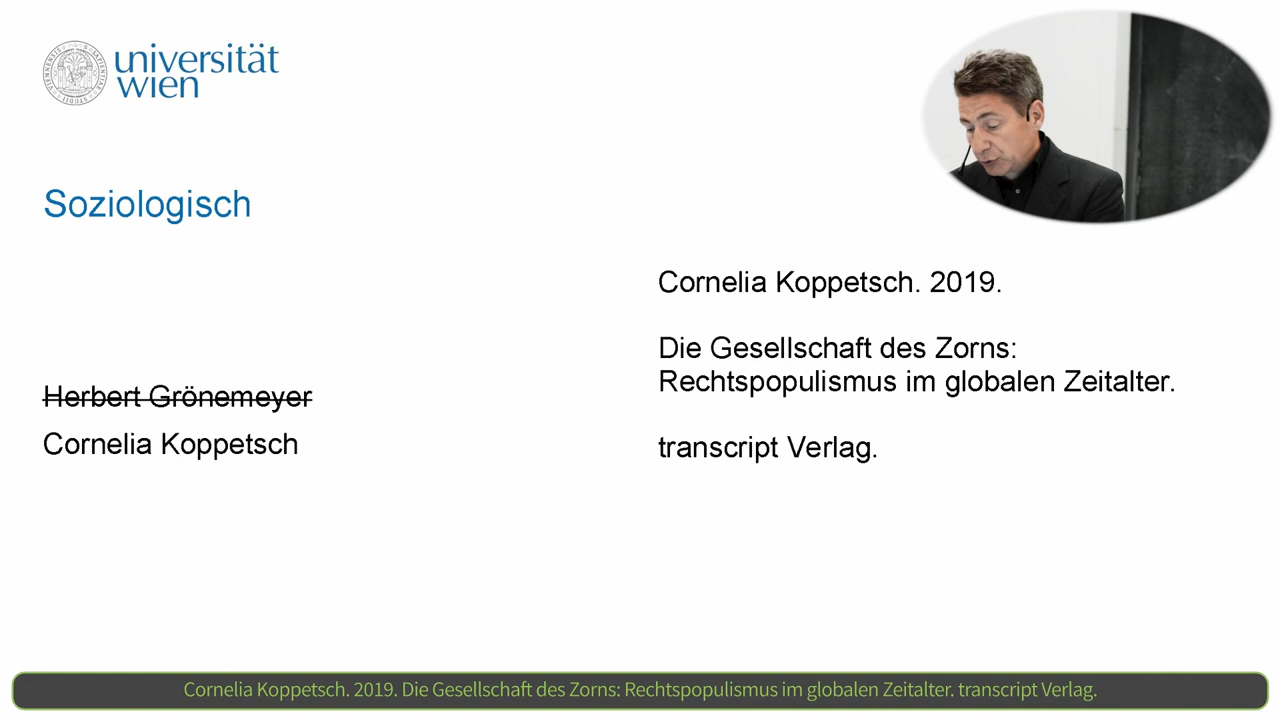 universität
wien
Soziologisch
Herbert Grönemeyer
Cornelia Koppetsch
Cornelia Koppetsch. 2019.
Die Gesellschaft des Zorns:
Rechtspopulismus im globalen Zeitalter.
transcript Verlag.
Cornelia Koppetsch. 2019. Die Gesellschaft des Zorns: Rechtspopulismus im globalen Zeitalter. transcript Verlag.